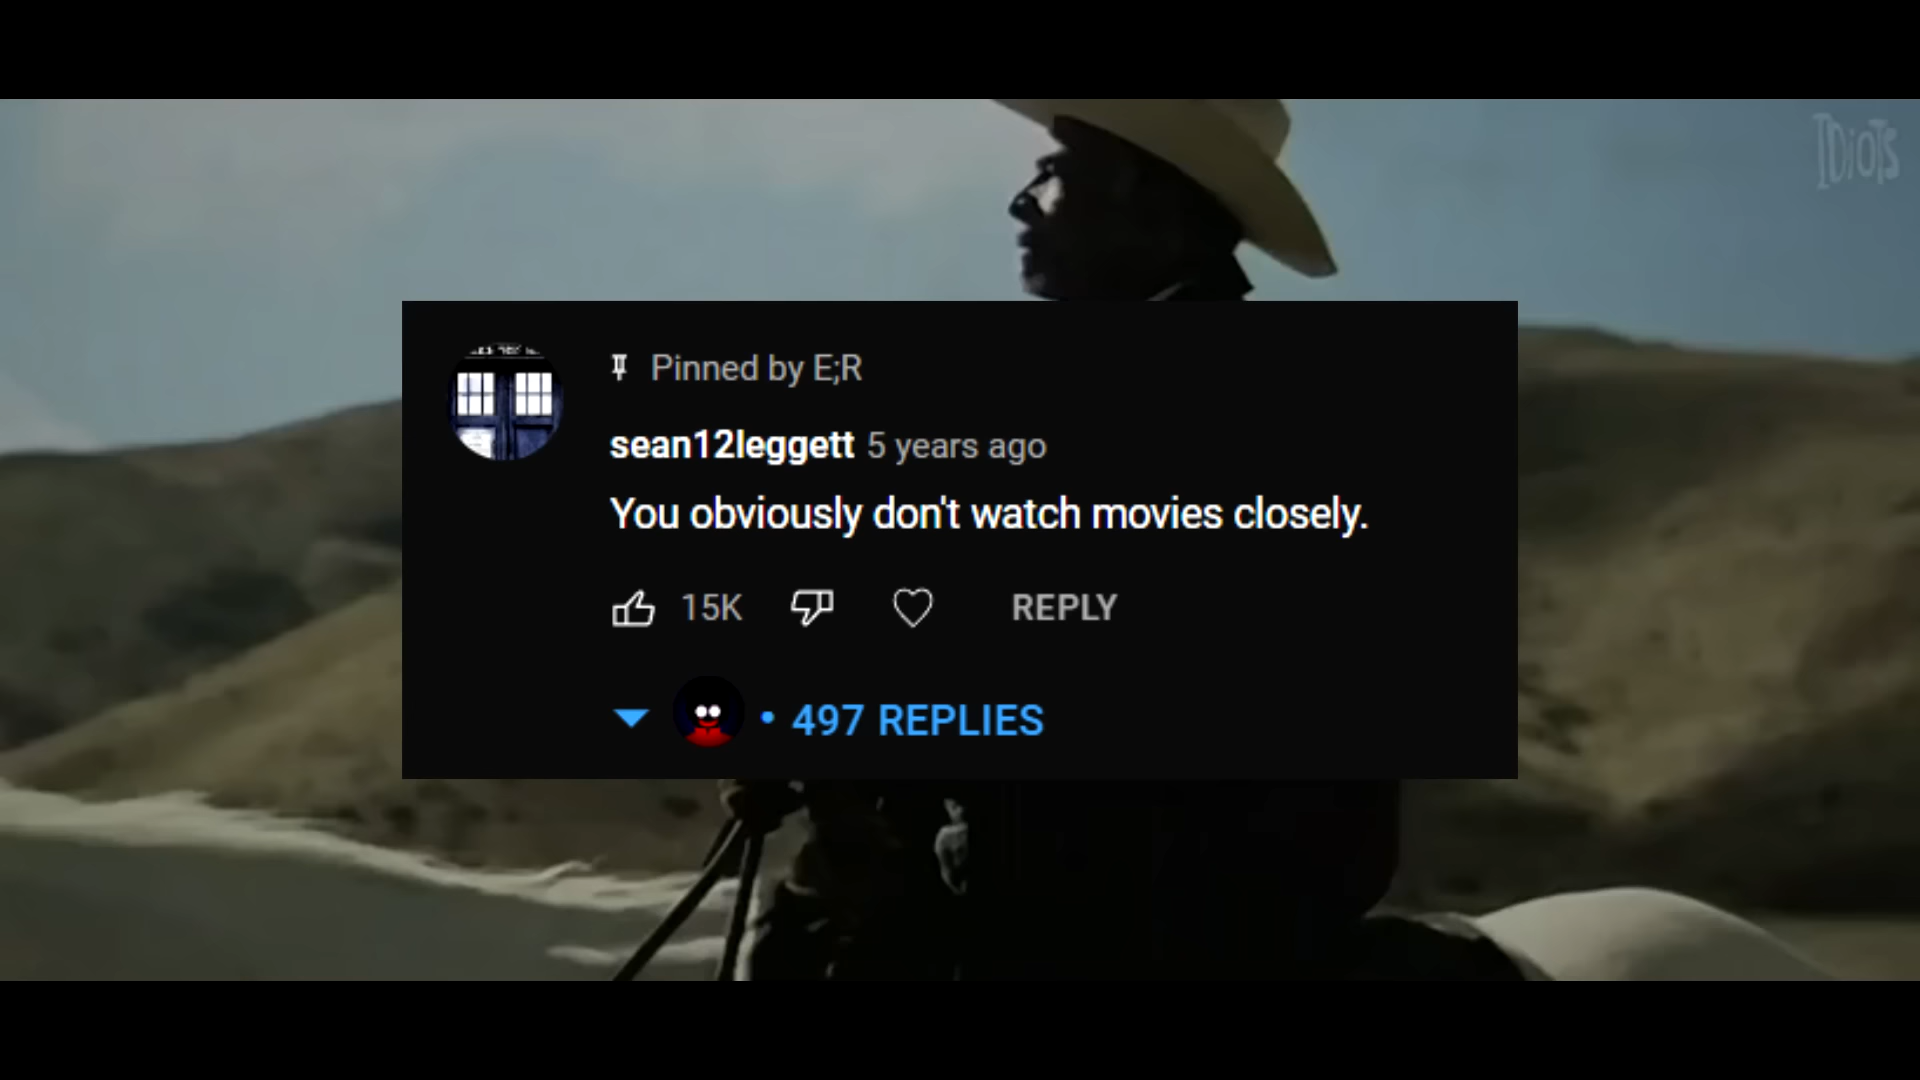 IDiOTS
Pinned by E;R
sean12leggett 5 years ago
You obviously don't watch movies closely.
15K REPLY
• 497 REPLIES